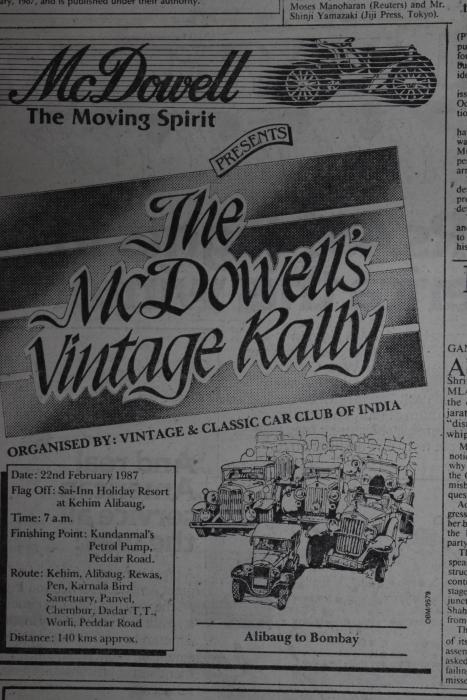 ary, 1967, and is published under their authority.
Moses Manoharan (Reuters) and Mr.
Shinji Yamazaki (Jiji Press, Tokyo).
McDowell
The Moving Spirit
PRESENTS
The
McDowell's
Vintage Rally
ORGANISED BY: VINTAGE & CLASSIC CAR CLUB OF INDIA
Date: 22nd February 1987
Flag Off: Sai-Inn Holiday Resort
at Kehim Alibaug,
Time: 7 a.m.
Finishing Point: Kundanmal's
Petrol Pump,
Peddar Road.
Route: Kehim, Alibaug. Rewas,
Pen, Karnala Bird
Sanctuary, Panvel,
Chembur, Dadar T.T.,
Worli, Peddar Road
Distance: 140 kms approx.
Alibaug to Bombay
OBM/9579